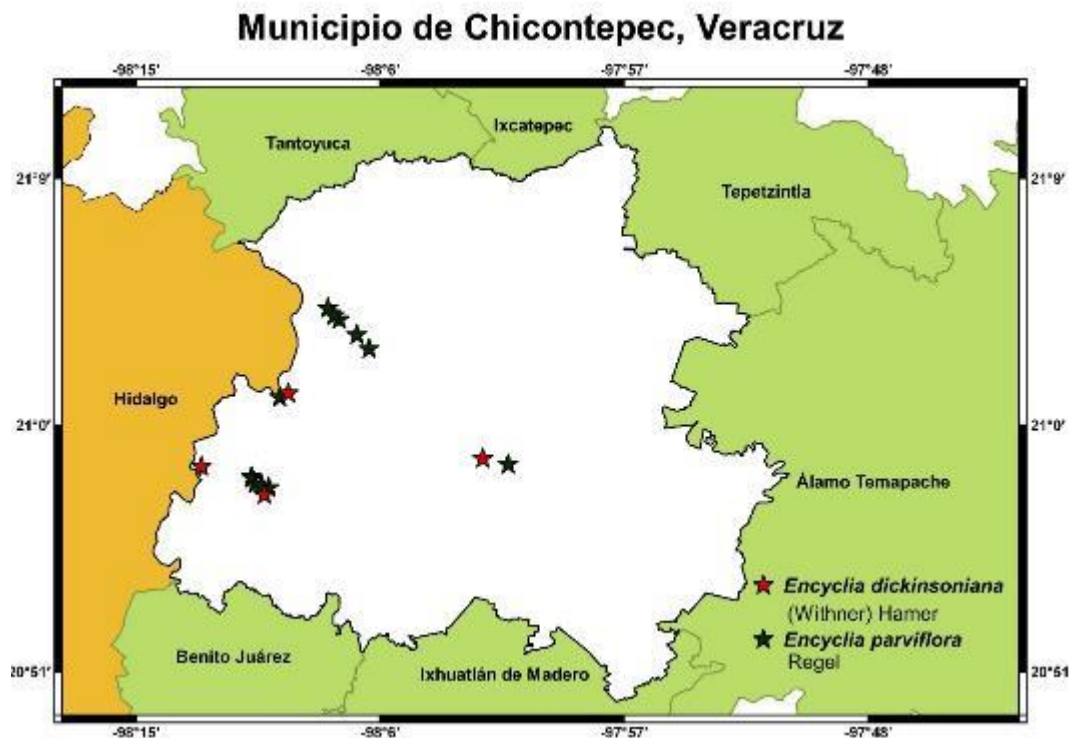 Municipio de Chicontepec, Veracruz
-98°15' -98°6' -97°57' -97°48'
Ixcatepec
Tantoyuca
21°9' 21°9'
Tepetzintla
Hidalgo
21°0' 21°0'
Álamo Temapache
Encyclia dickinsoniana
(Withner) Hamer
Encyclia parviflora
Regel
Benito Juárez
Ixhuatlán de Madero
20°51' 20°51'
-98°15' -98°6' -97°57' -97°48'